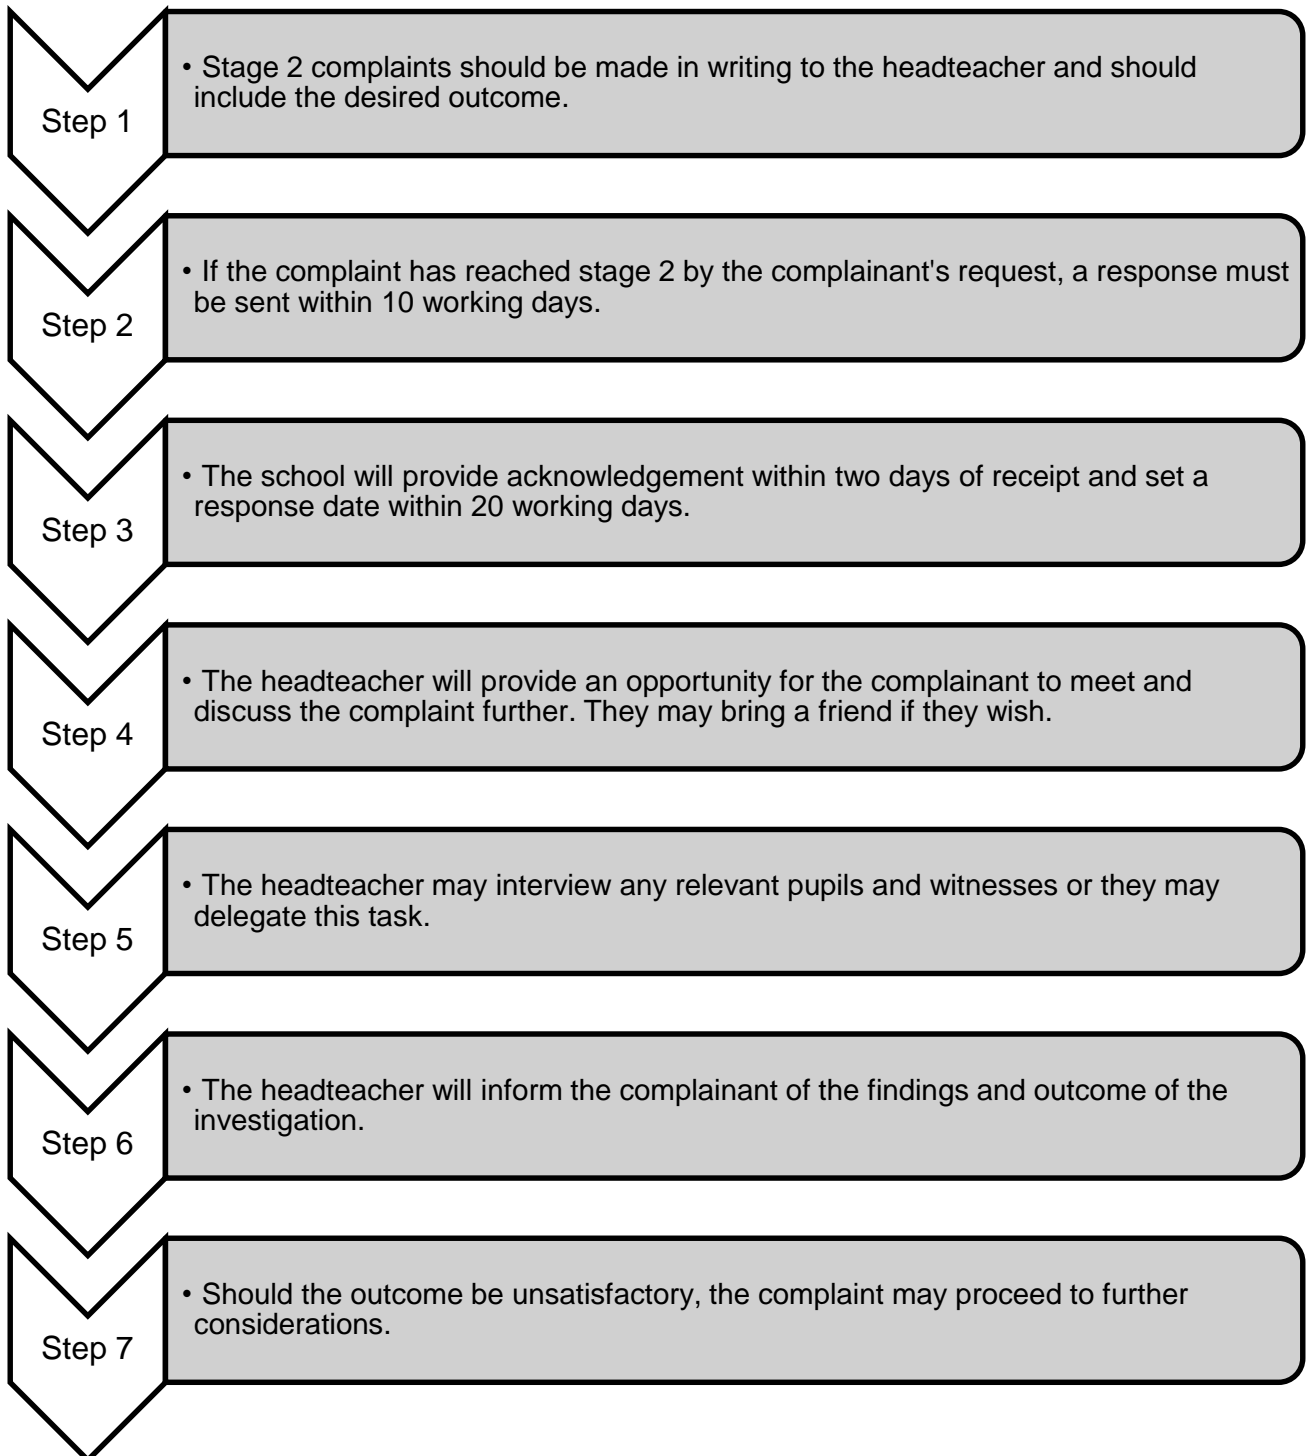 Step 1
• Stage 2 complaints should be made in writing to the headteacher and should
include the desired outcome.
Step 2
• If the complaint has reached stage 2 by the complainant's request, a response must
be sent within 10 working days.
Step 3
• The school will provide acknowledgement within two days of receipt and set a
response date within 20 working days.
Step 4
• The headteacher will provide an opportunity for the complainant to meet and
discuss the complaint further. They may bring a friend if they wish.
Step 5
• The headteacher may interview any relevant pupils and witnesses or they may
delegate this task.
Step 6
• The headteacher will inform the complainant of the findings and outcome of the
investigation.
Step 7
• Should the outcome be unsatisfactory, the complaint may proceed to further
considerations.